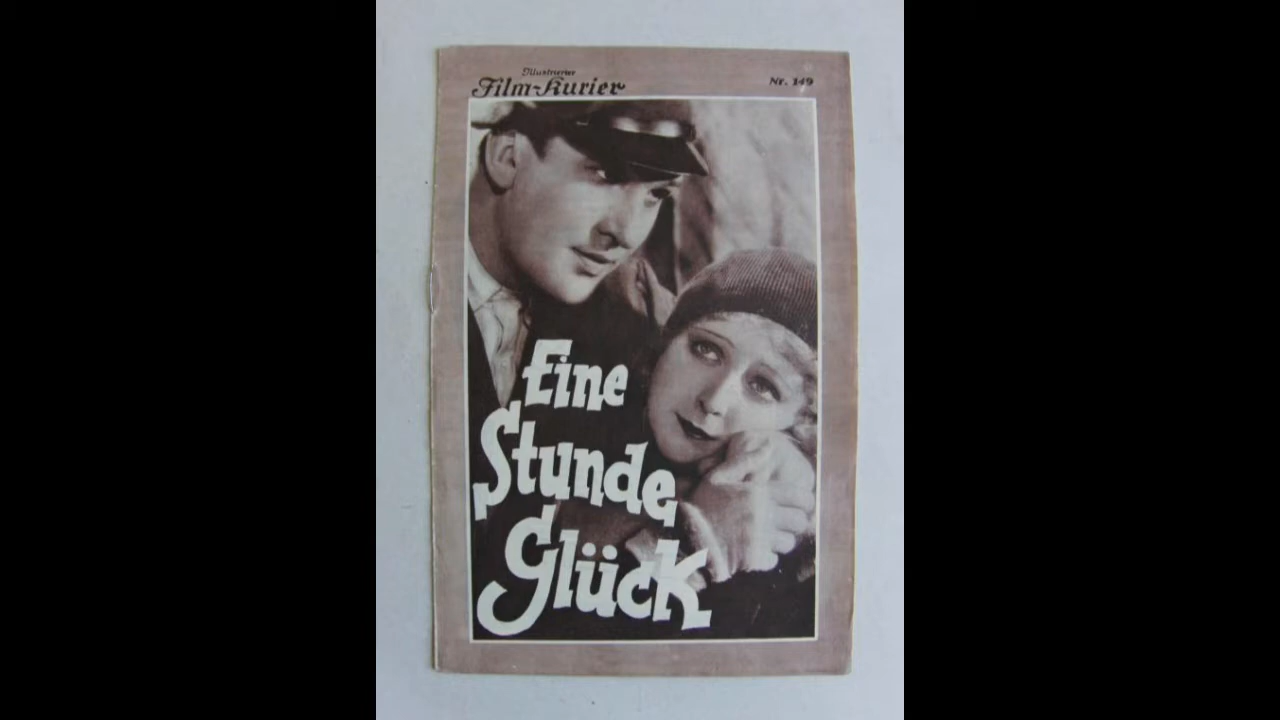 Illustrierter
Film-Kurier
Nr. 149
Eine
Stunde
Glück